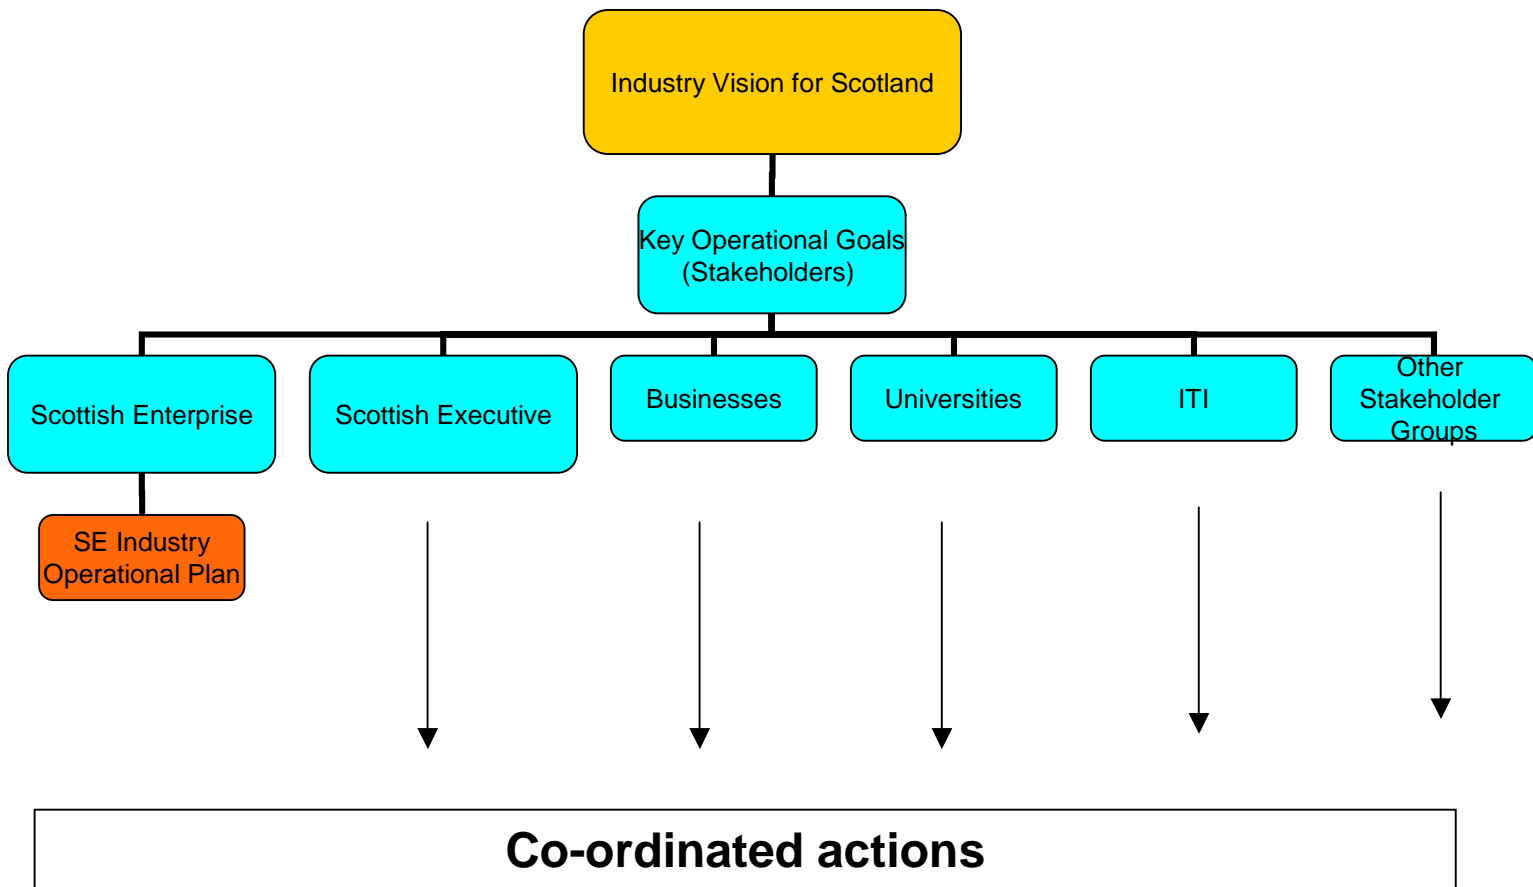 Industry Vision for Scotland
Key Operational Goals
(Stakeholders)
Scottish Enterprise
Scottish Executive
Businesses
Universities
ITI
Other
Stakeholder
Groups
SE Industry
Operational Plan
Co-ordinated actions